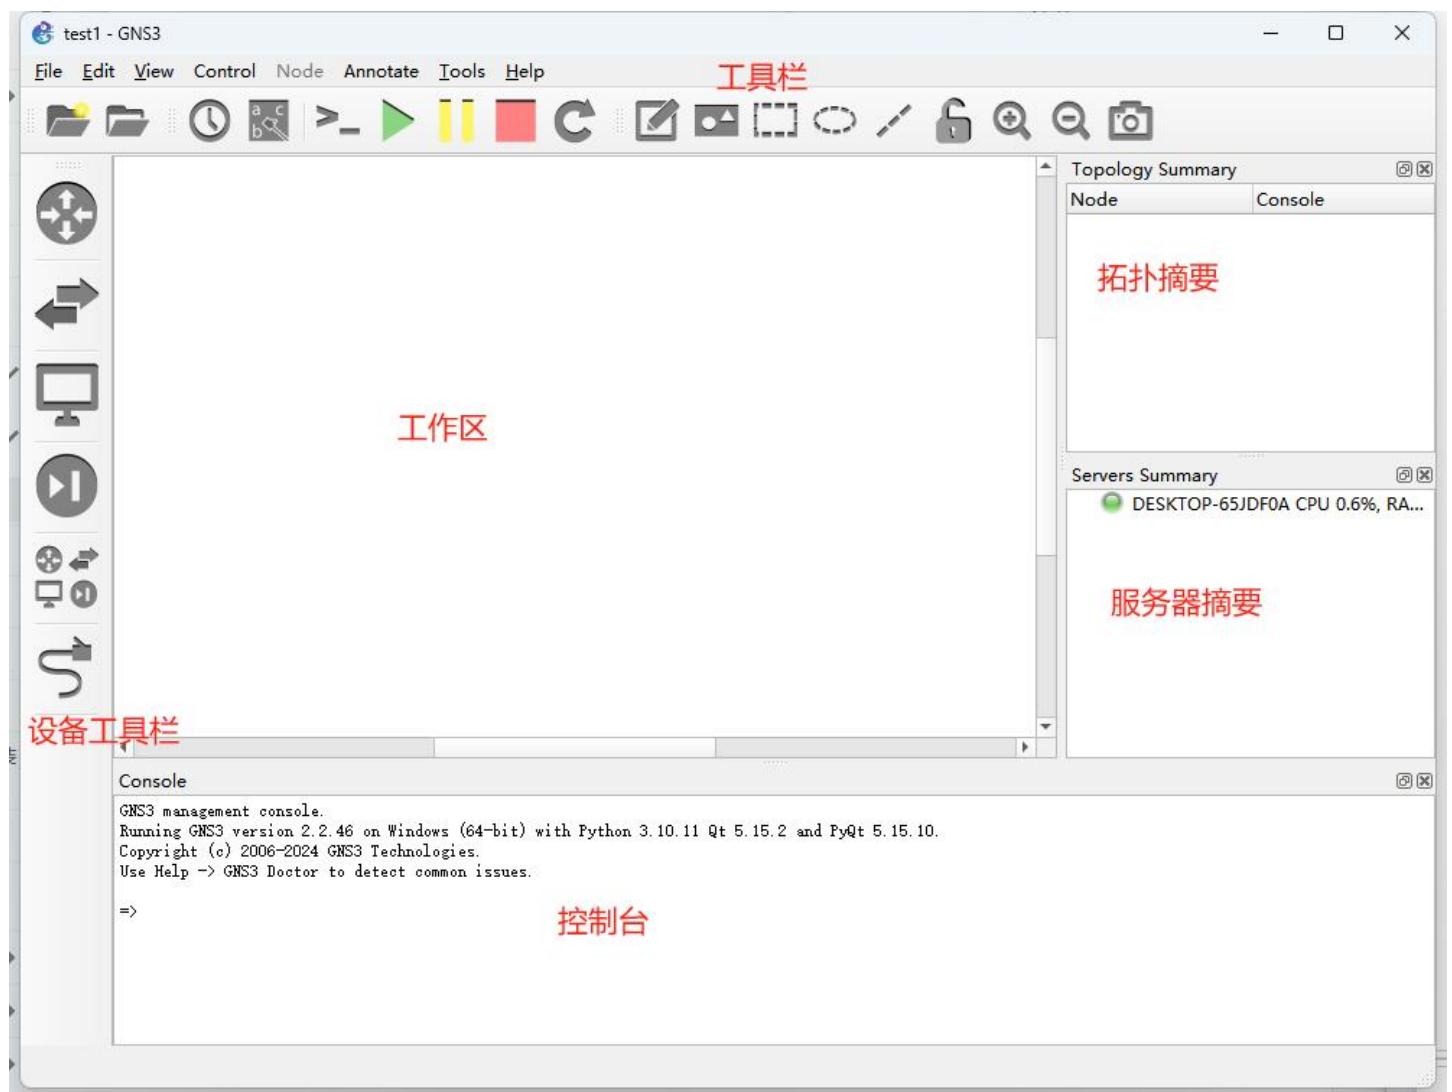 test1 - GNS3
File Edit View Control Node Annotate Tools Help
工具栏
Topology Summary
Node Console
拓扑摘要
工作区
Servers Summary
DESKTOP-65JDF0A CPU 0.6%, RA...
服务器摘要
设备工具栏
Console
GNS3 management console.
Running GNS3 version 2.2.46 on Windows (64-bit) with Python 3.10.11 Qt 5.15.2 and PyQt 5.15.10.
Copyright (c) 2006-2024 GNS3 Technologies.
Use Help -> GNS3 Doctor to detect common issues.
=>
控制台